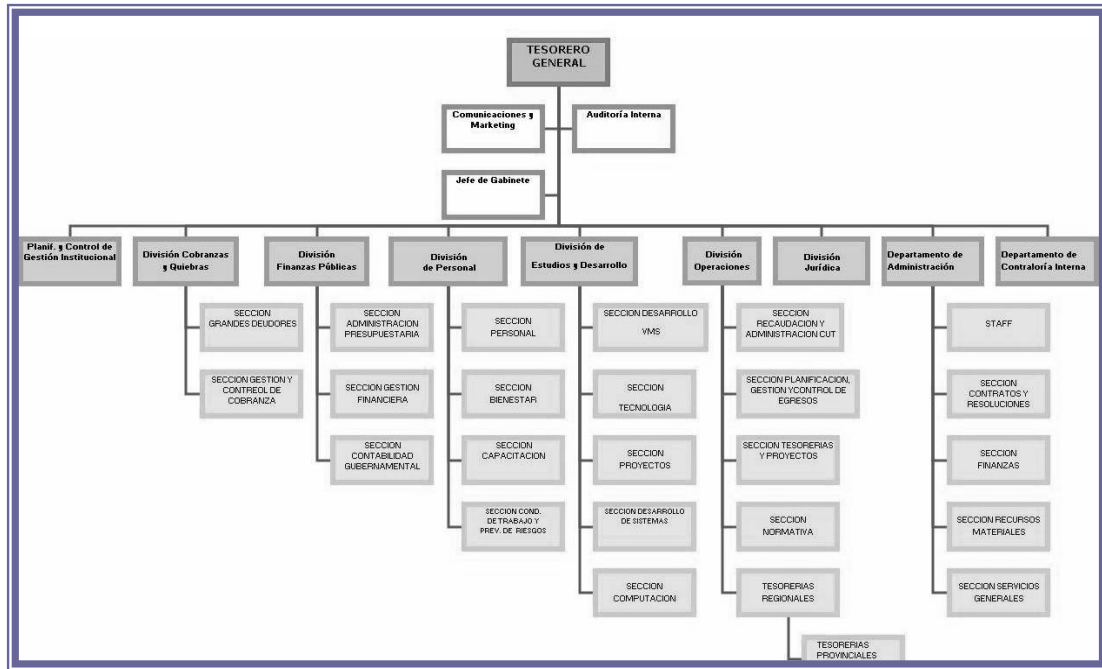 TESORERO
GENERAL
Comunicaciones y
Marketing
Auditoría Interna
Jefe de Gabinete
Planif. y Control de
Gestión Institucional
División Cobranzas
y Quiebras
División
Finanzas Públicas
División
de Personal
División de
Estudios y Desarrollo
División
Operaciones
División
Jurídica
Departamento de
Administración
Departamento de
Contraloría Interna
SECCION
GRANDES DEUDORES
SECCION GESTION Y
CONTREOL DE
COBRANZA
SECCION
ADMINISTRACION
PRESUPUESTARIA
SECCION GESTION
FINANCIERA
SECCION
CONTABILIDAD
GUBERNAMENTAL
SECCION
PERSONAL
SECCION
BIENESTAR
SECCION
CAPACITACION
SECCION COND.
DE TRABAJO Y
PREV. DE RIESGOS
SECCION DESARROLLO
VMS
SECCION
TECNOLOGIA
SECCION
PROYECTOS
SECCION DESARROLLO
DE SISTEMAS
SECCION
COMPUTACION
SECCION
RECAUDACION Y
ADMINISTRACION CUT
SECCION PLANIFICACION,
GESTION YCONTROL DE
EGRESOS
SECCION TESORERIAS
Y PROYECTOS
SECCION
NORMATIVA
TESORERIAS
REGIONALES
TESORERIAS
PROVINCIALES
STAFF
SECCION
CONTRATOS Y
RESOLUCIONES
SECCION
FINANZAS
SECCION RECURSOS
MATERIALES
SECCION SERVICIOS
GENERALES